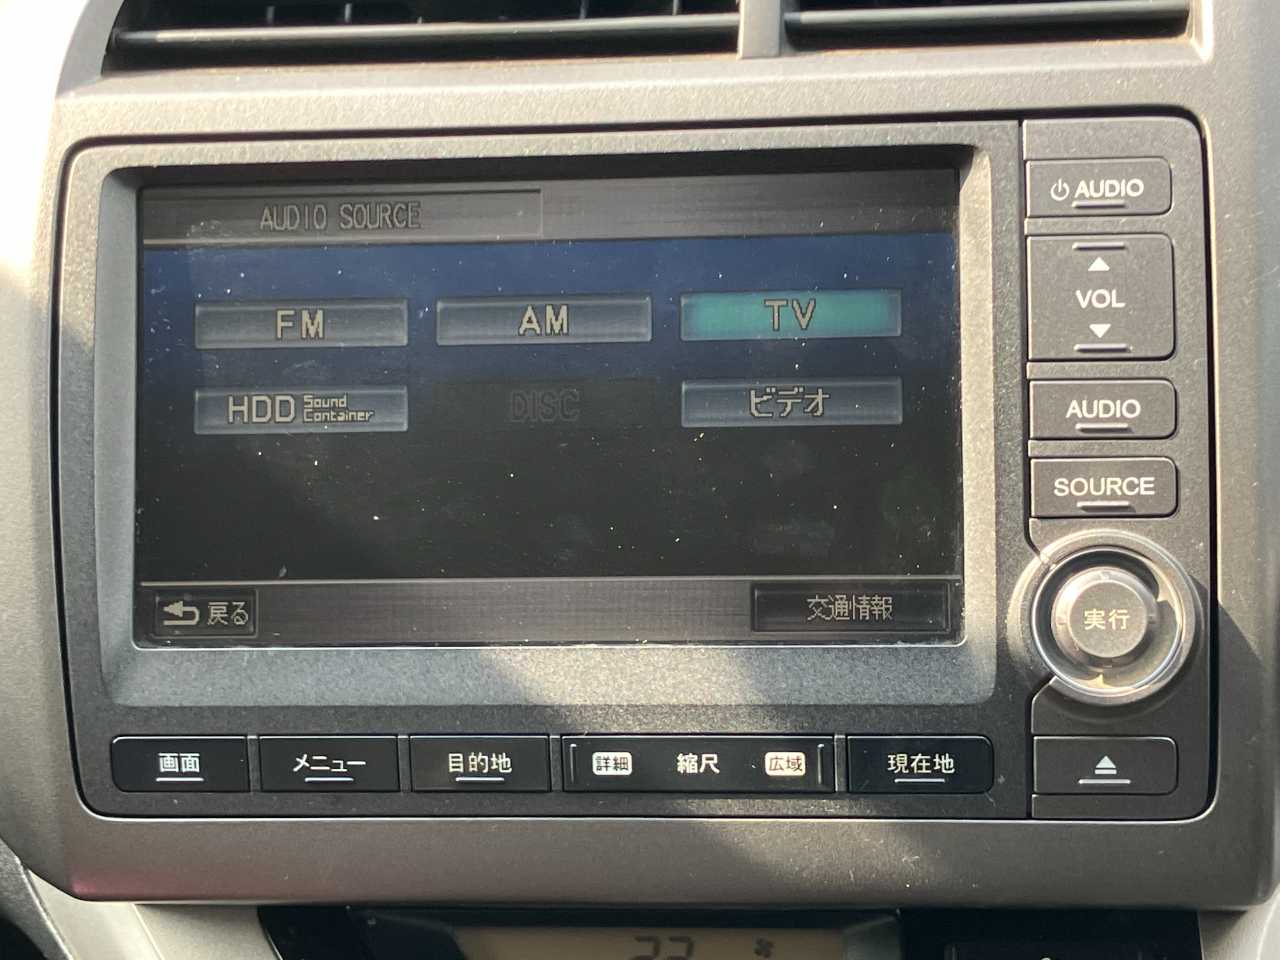 AUDIO SOURCE
FM
AM
TV
HDD Sound Container
DISC
ビデオ
戻る
交通情報
AUDIO
VOL
AUDIO
SOURCE
実行
画面
メニュー
目的地
詳細
縮尺
広域
現在地